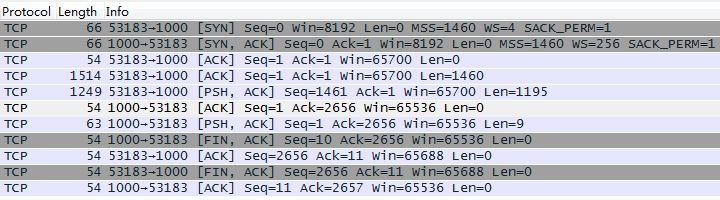 Protocol Length Info
TCP 66 53183→1000 [SYN] Seq=0 Win=8192 Len=0 MSS=1460 WS=4 SACK_PERM=1
TCP 66 1000→53183 [SYN, ACK] Seq=0 Ack=1 Win=8192 Len=0 MSS=1460 WS=256 SACK_PERM=1
TCP 54 53183→1000 [ACK] Seq=1 Ack=1 Win=65700 Len=0
TCP 1514 53183→1000 [ACK] Seq=1 Ack=1 Win=65700 Len=1460
TCP 1249 53183→1000 [PSH, ACK] Seq=1461 Ack=1 Win=65700 Len=1195
TCP 54 1000→53183 [ACK] Seq=1 Ack=2656 Win=65536 Len=0
TCP 63 1000→53183 [PSH, ACK] Seq=1 Ack=2656 Win=65536 Len=9
TCP 54 1000→53183 [FIN, ACK] Seq=10 Ack=2656 Win=65536 Len=0
TCP 54 53183→1000 [ACK] Seq=2656 Ack=11 Win=65688 Len=0
TCP 54 53183→1000 [FIN, ACK] Seq=2656 Ack=11 Win=65688 Len=0
TCP 54 1000→53183 [ACK] Seq=11 Ack=2657 Win=65536 Len=0